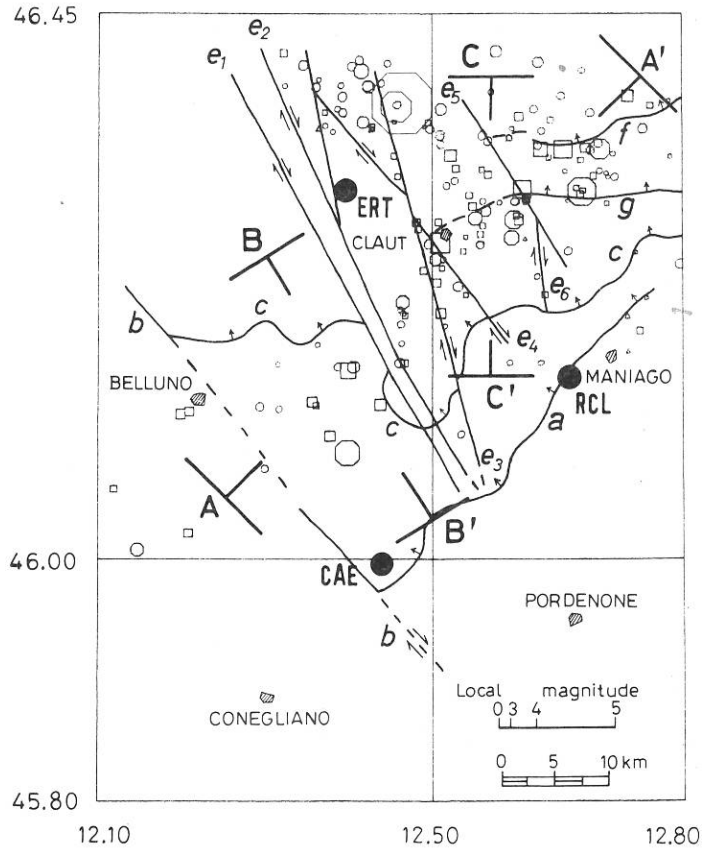 46.45
e2
e1
C
A'
e5
f
ERT
g
CLAUT
B
c
e6
b
c
e4
BELLUNO
MANIAGO
C'
RCL
c
a
e3
A
B'
46.00
CAE
PORDENONE
b
Local magnitude
0 3 4 5
CONEGLIANO
0 5 10 km
45.80
12.10 12.50 12.80